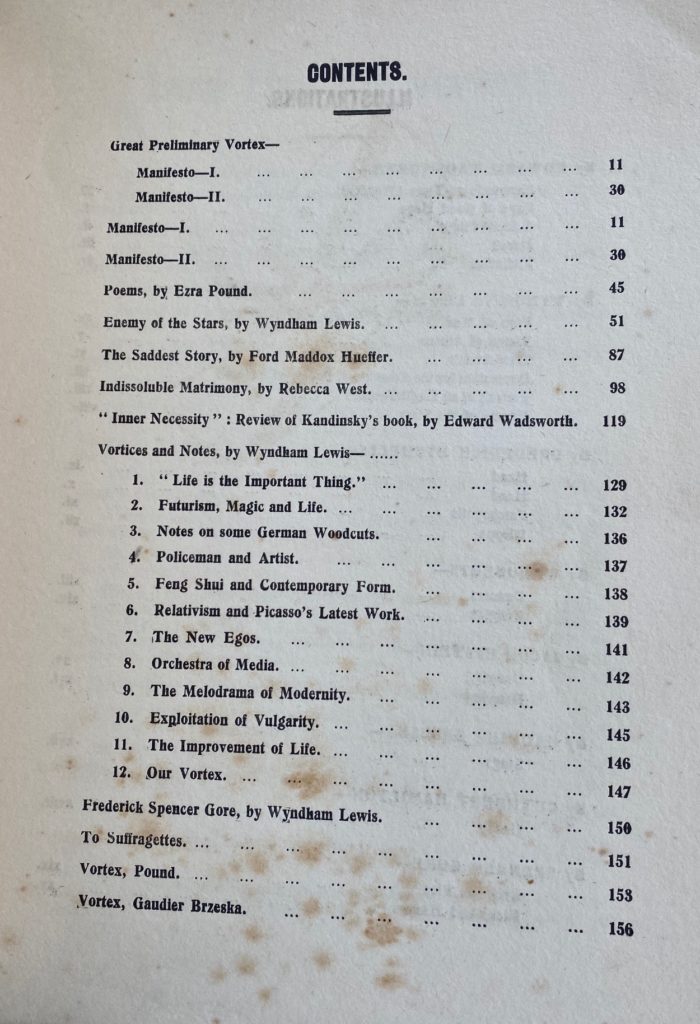 CONTENTS.
Great Preliminary Vortex—
Manifesto—I. ... ... ... ... ... ... ... ... 11
Manifesto—II. ... ... ... ... ... ... ... ... 30
Manifesto—I. ... ... ... ... ... ... ... ... ... 11
Manifesto—II. ... ... ... ... ... ... ... ... ... 30
Poems, by Ezra Pound. ... ... ... ... ... ... ... 45
Enemy of the Stars, by Wyndham Lewis. ... ... ... ... ... 51
The Saddest Story, by Ford Maddox Hueffer. ... ... ... ... 87
Indissoluble Matrimony, by Rebecca West. ... ... ... ... ... 98
“ Inner Necessity ” : Review of Kandinsky's book, by Edward Wadsworth. 119
Vortices and Notes, by Wyndham Lewis— ......
1. “ Life is the Important Thing.” ... ... ... ... ... 129
2. Futurism, Magic and Life. ... ... ... ... ... ... 132
3. Notes on some German Woodcuts. ... ... ... ... 136
4. Policeman and Artist. ... ... ... ... ... ... 137
5. Feng Shui and Contemporary Form. ... ... ... ... 138
6. Relativism and Picasso's Latest Work. ... ... ... ... 139
7. The New Egos. ... ... ... ... ... ... ... 141
8. Orchestra of Media. ... ... ... ... ... ... ... 142
9. The Melodrama of Modernity. ... ... ... ... ... 143
10. Exploitation of Vulgarity. ... ... ... ... ... ... 145
11. The Improvement of Life. ... ... ... ... ... ... 146
12. Our Vortex. ... ... ... ... ... ... ... ... 147
Frederick Spencer Gore, by Wyndham Lewis. ... ... ... ... 150
To Suffragettes. ... ... ... ... ... ... ... ... ... 151
Vortex, Pound. ... ... ... ... ... ... ... ... ... 153
Vortex, Gaudier Brzeska. ... ... ... ... ... ... ... 156